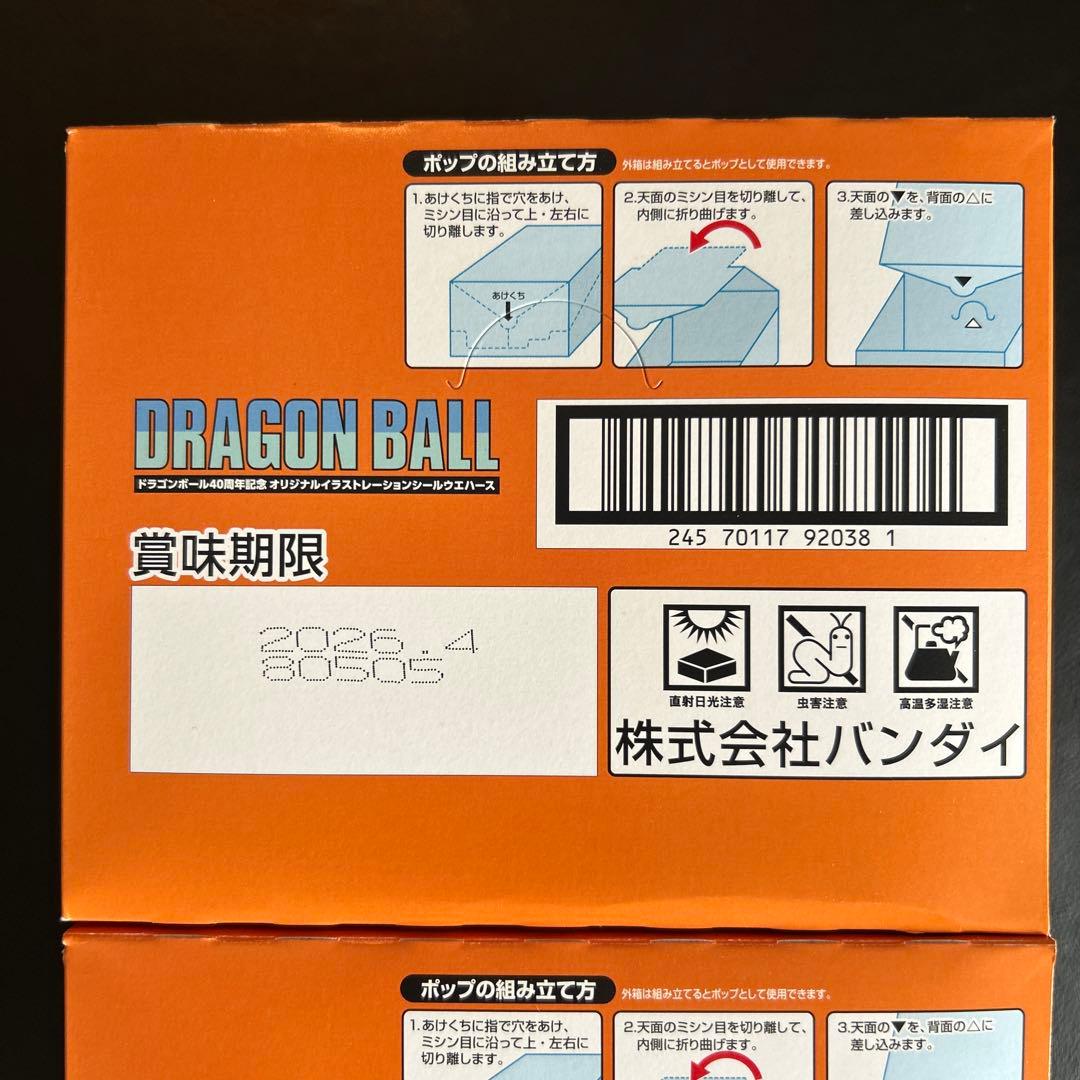 ポップの組み立て方 外箱は組み立てるとポップとして使用できます。
1.あけくちに指で穴をあけ、
ミシン目に沿って上・左右に
切り離します。
あけくち
2.天面のミシン目を切り離して、
内側に折り曲げます。
3.天面の▼を、背面の△に
差し込みます。
DRAGON BALL
ドラゴンボール40周年記念 オリジナルイラストレーションシールウエハース
245 70117 92038 1
賞味期限
2026. 4
80505
直射日光注意
虫害注意
高温多湿注意
株式会社バンダイ
ポップの組み立て方 外箱は組み立てるとポップとして使用できます。
1.あけくちに指で穴をあけ、
ミシン目に沿って上・左右に
切り離します。
2.天面のミシン目を切り離して、
内側に折り曲げます。
3.天面の▼を、背面の△に
差し込みます。